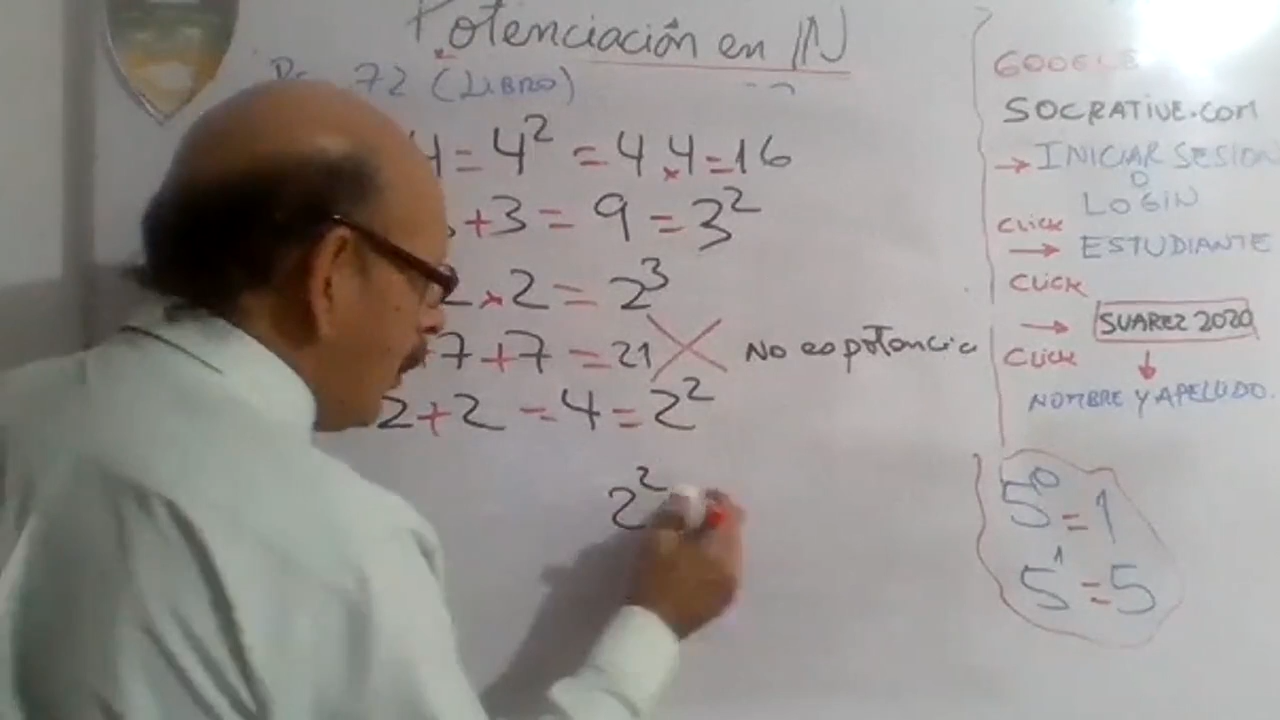 Potenciación en IN
72 (LIBRO)
4 = 4² = 4 x 4 = 16
+ 3 = 9 = 3²
2 x 2 = 2³
+ 7 + 7 = 21 X No es potencia
2 + 2 = 4 = 2²
2²
GOOGLE
SOCRATIVE.COM
→ INICIAR SESION
O
LOGIN
CLICK
→ ESTUDIANTE
CLICK
→ SUAREZ 2020
CLICK ↓
NOMBRE Y APELLIDO.
5⁰ = 1
5¹ = 5